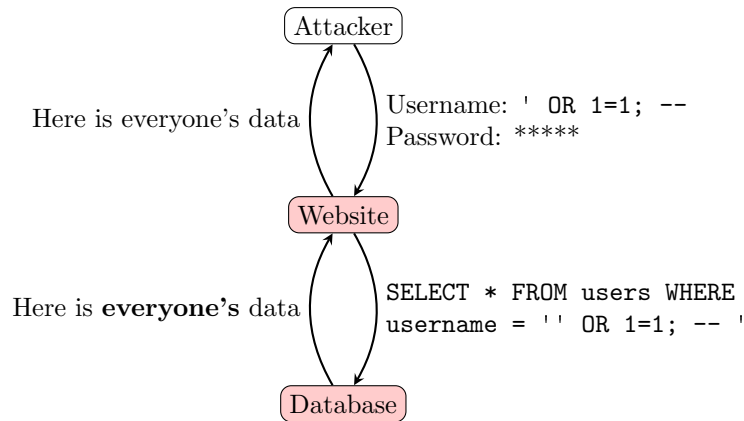 Attacker
Here is everyone's data
Username: ' OR 1=1; --
Password: *****
Website
Here is everyone's data
SELECT * FROM users WHERE
username = '' OR 1=1; -- '
Database